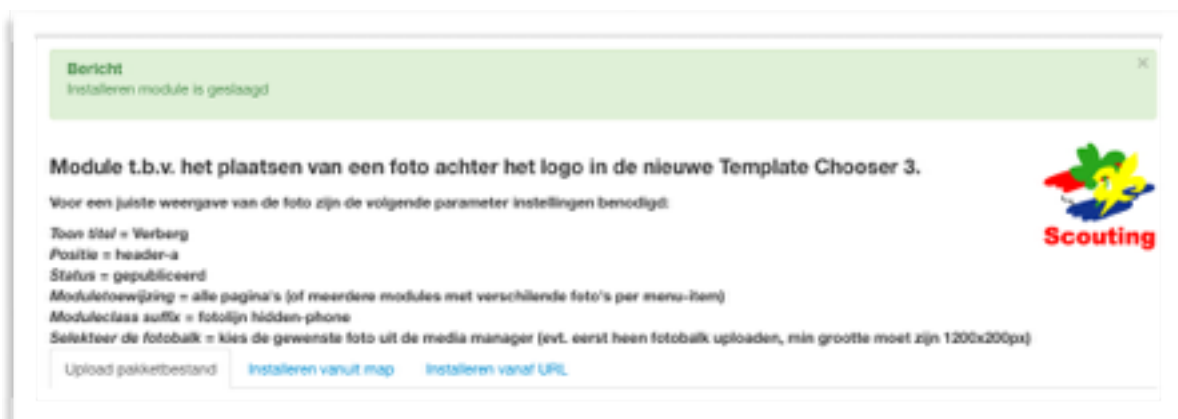 Bericht
Installeren module is geslaagd
×
Module t.b.v. het plaatsen van een foto achter het logo in de nieuwe Template Chooser 3.
Voor een juiste weergave van de foto zijn de volgende parameter instellingen benodigd:
Toon titel = Verberg
Positie = header-a
Status = gepubliceerd
Moduletoewijzing = alle pagina's (of meerdere modules met verschilende foto's per menu-item)
Moduleclass suffix = fotolijn hidden-phone
Selekteer de fotobalk = kies de gewenste foto uit de media manager (evt. eerst heen fotobalk uploaden, min grootte moet zijn 1200x200px)
Scouting
Upload pakketbestand Installeren vanuit map Installeren vanaf URL